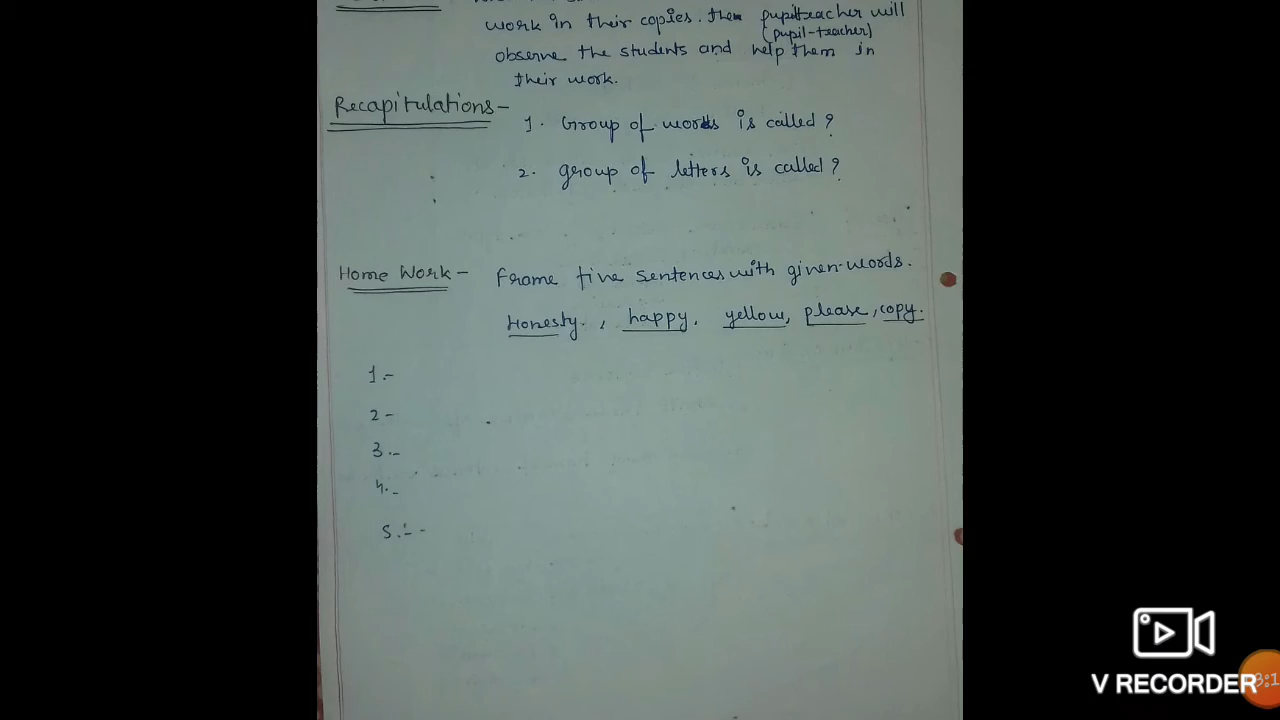 work in their copies. then pupilteacher will
(pupil-teacher)
observe the students and help them in
their work.
Recapitulations-
1. Group of words is called?
2. group of letters is called?
Home Work - Frame five sentences with given words.
Honesty, happy. yellow, please, copy.
1.-
2-
3.-
4.-
5.:-
V RECORDER